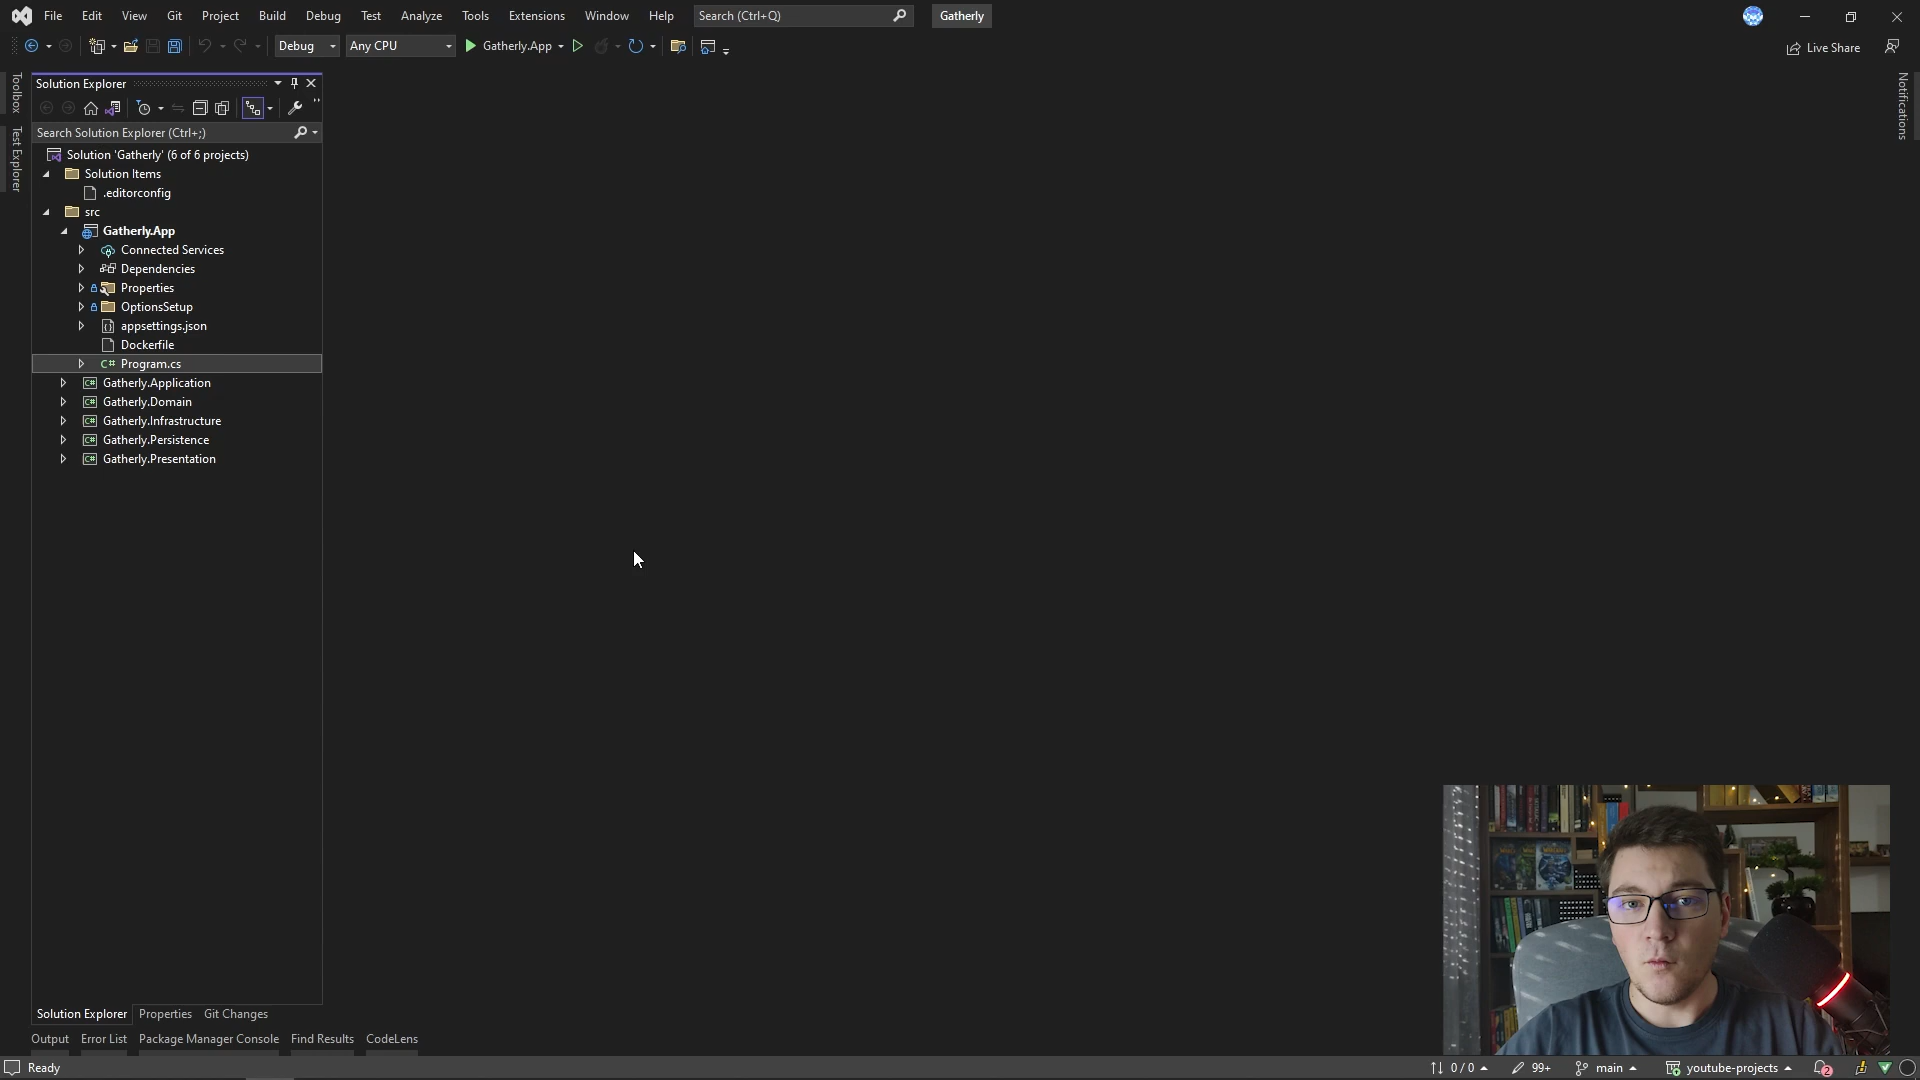 File Edit View Git Project Build Debug Test Analyze Tools Extensions Window Help Search (Ctrl+Q) Gatherly
Debug Any CPU Gatherly.App Live Share
Toolbox
Test Explorer
Solution Explorer
Search Solution Explorer (Ctrl+;)
Solution 'Gatherly' (6 of 6 projects)
Solution Items
.editorconfig
src
Gatherly.App
Connected Services
Dependencies
Properties
OptionsSetup
appsettings.json
Dockerfile
C# Program.cs
C# Gatherly.Application
C# Gatherly.Domain
C# Gatherly.Infrastructure
C# Gatherly.Persistence
C# Gatherly.Presentation
Notifications
Solution Explorer Properties Git Changes
Output Error List Package Manager Console Find Results CodeLens
Ready 0 / 0 99+ main youtube-projects 2